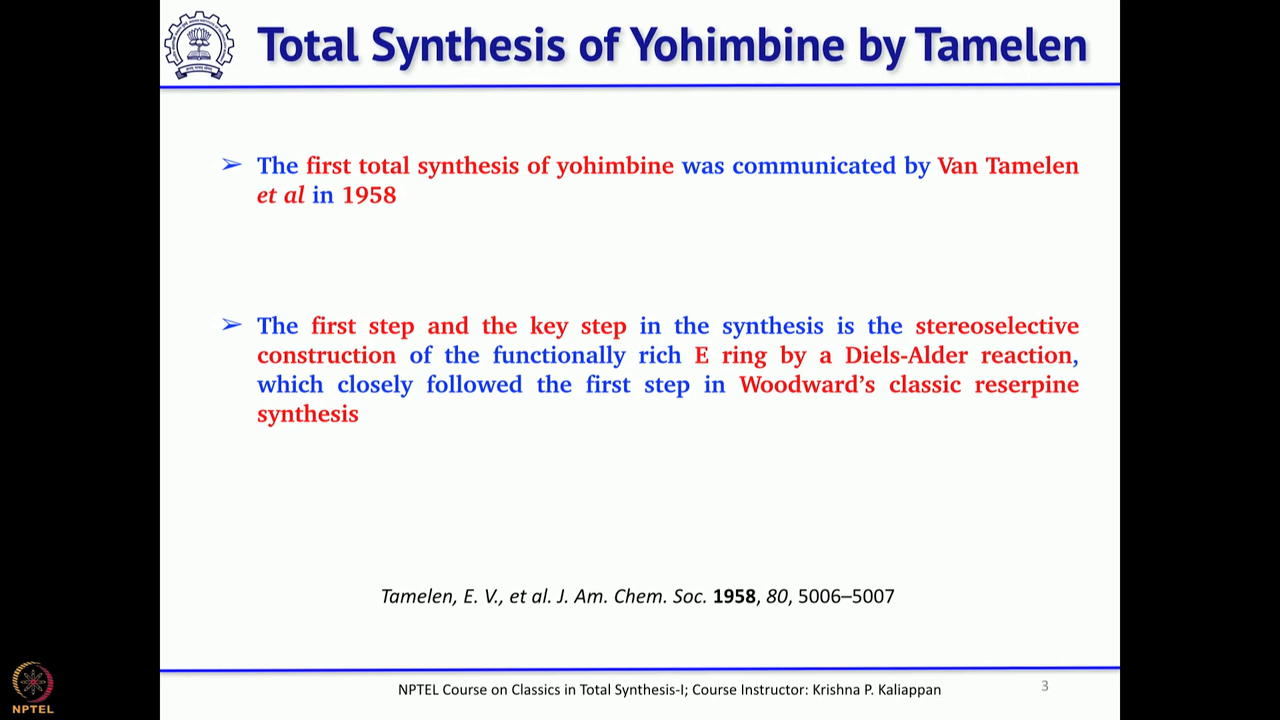 Total Synthesis of Yohimbine by Tamelen
➢ The first total synthesis of yohimbine was communicated by Van Tamelen
et al in 1958
➢ The first step and the key step in the synthesis is the stereoselective
construction of the functionally rich E ring by a Diels-Alder reaction,
which closely followed the first step in Woodward’s classic reserpine
synthesis
Tamelen, E. V., et al. J. Am. Chem. Soc. 1958, 80, 5006–5007
NPTEL Course on Classics in Total Synthesis-I; Course Instructor: Krishna P. Kaliappan
3
NPTEL